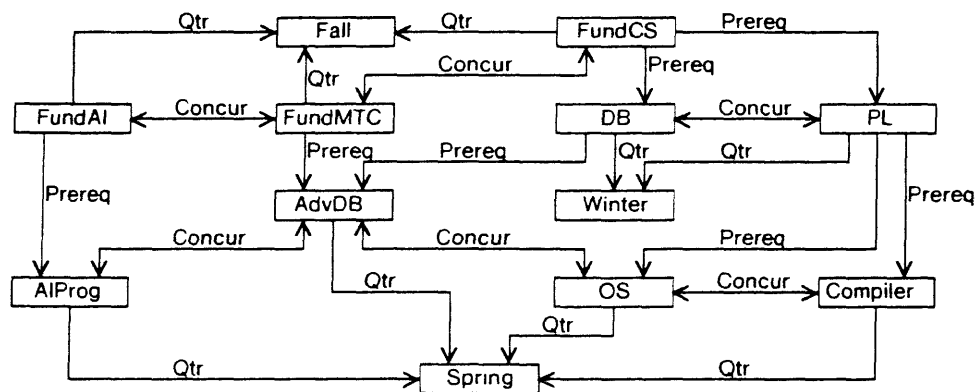 Qtr Fall Qtr FundCS Prereq
Concur Prereq
Qtr
FundAI Concur FundMTC DB Concur PL
Prereq Prereq Qtr Qtr
Prereq AdvDB Winter Prereq
Concur Concur Prereq
AIProg Qtr OS Concur Compiler
Qtr
Qtr Spring Qtr